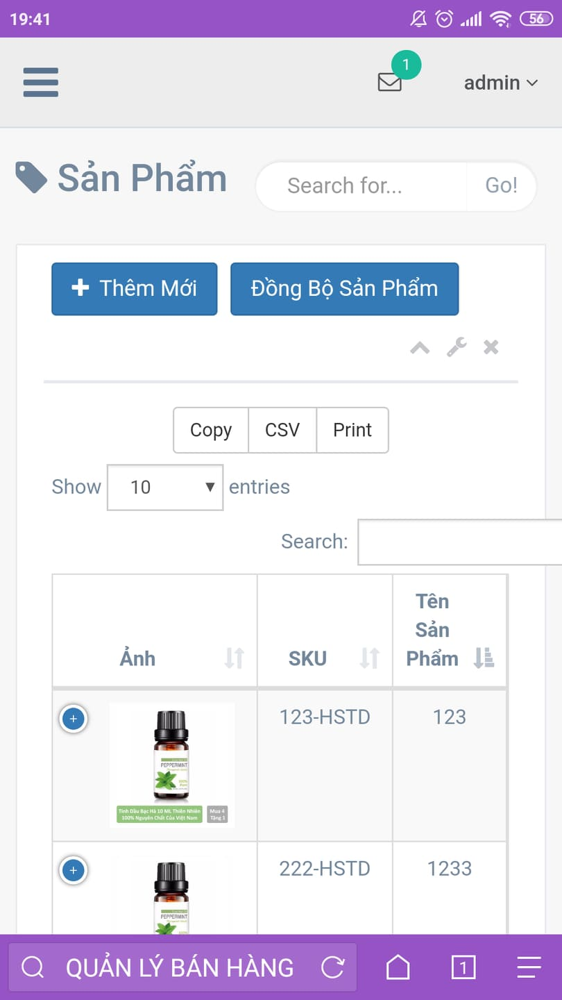 19:41
56
1
admin
Sản Phẩm
Search for...
Go!
Thêm Mới
Đồng Bộ Sản Phẩm
Copy
CSV
Print
Show 10 entries
Search:
Ảnh
SKU
Tên Sản Phẩm
123-HSTD
123
PEPPERMINT
Tinh Dầu Bạc Hà 10 ML Thiên Nhiên
100% Nguyên Chất Của Việt Nam
Mua 4
Tặng 1
222-HSTD
1233
PEPPERMINT
QUẢN LÝ BÁN HÀNG
1